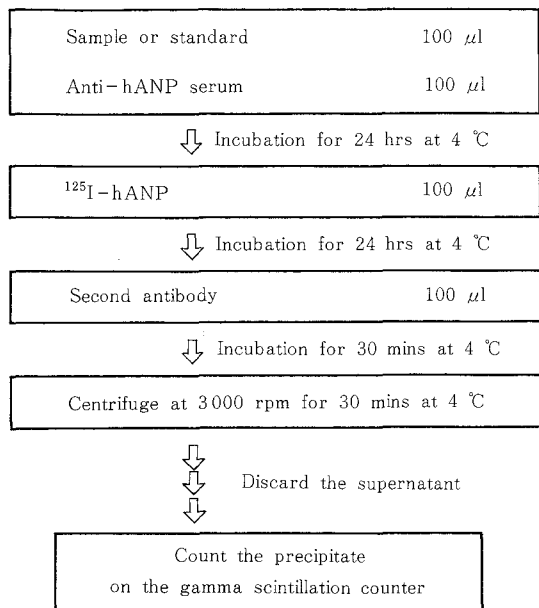 Sample or standard 100 μl
Anti-hANP serum 100 μl
Incubation for 24 hrs at 4 ℃
¹²⁵I-hANP 100 μl
Incubation for 24 hrs at 4 ℃
Second antibody 100 μl
Incubation for 30 mins at 4 ℃
Centrifuge at 3000 rpm for 30 mins at 4 ℃
Discard the supernatant
Count the precipitate
on the gamma scintillation counter